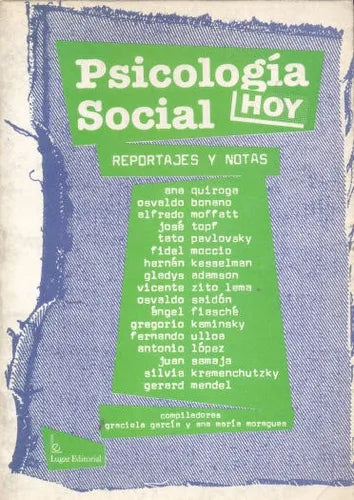 Psicología
Social HOY
REPORTAJES Y NOTAS
ana quiroga
osvaldo bonano
alfredo moffatt
josé topf
tato pavlovsky
fidel moccio
hernán kesselman
gladys adamson
vicente zito lema
osvaldo saidón
ángel fiasché
gregorio kaminsky
fernando ulloa
antonio lópez
juan samaja
silvia kremenchutzky
gerard mendel
compiladoras
graciela garcía y ana maría moragues
Lugar Editorial